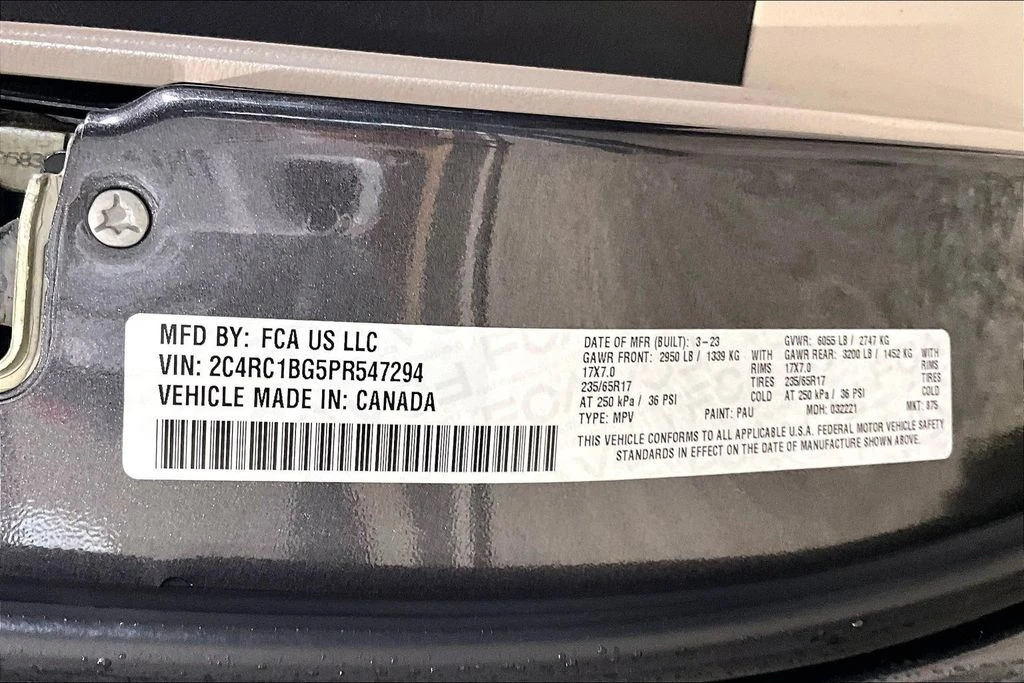 MFD BY: FCA US LLC
VIN: 2C4RC1BG5PR547294
VEHICLE MADE IN: CANADA
DATE OF MFR (BUILT): 3-23
GVWR: 6055 LB / 2747 KG
GAWR FRONT: 2950 LB / 1339 KG WITH
GAWR REAR: 3200 LB / 1452 KG WITH
17X7.0 RIMS
17X7.0 RIMS
235/65R17 TIRES
235/65R17 TIRES
AT 250 kPa / 36 PSI COLD
AT 250 kPa / 36 PSI COLD
TYPE: MPV PAINT: PAU MDH: 032221 MKT: 875
THIS VEHICLE CONFORMS TO ALL APPLICABLE U.S.A. FEDERAL MOTOR VEHICLE SAFETY
STANDARDS IN EFFECT ON THE DATE OF MANUFACTURE SHOWN ABOVE.